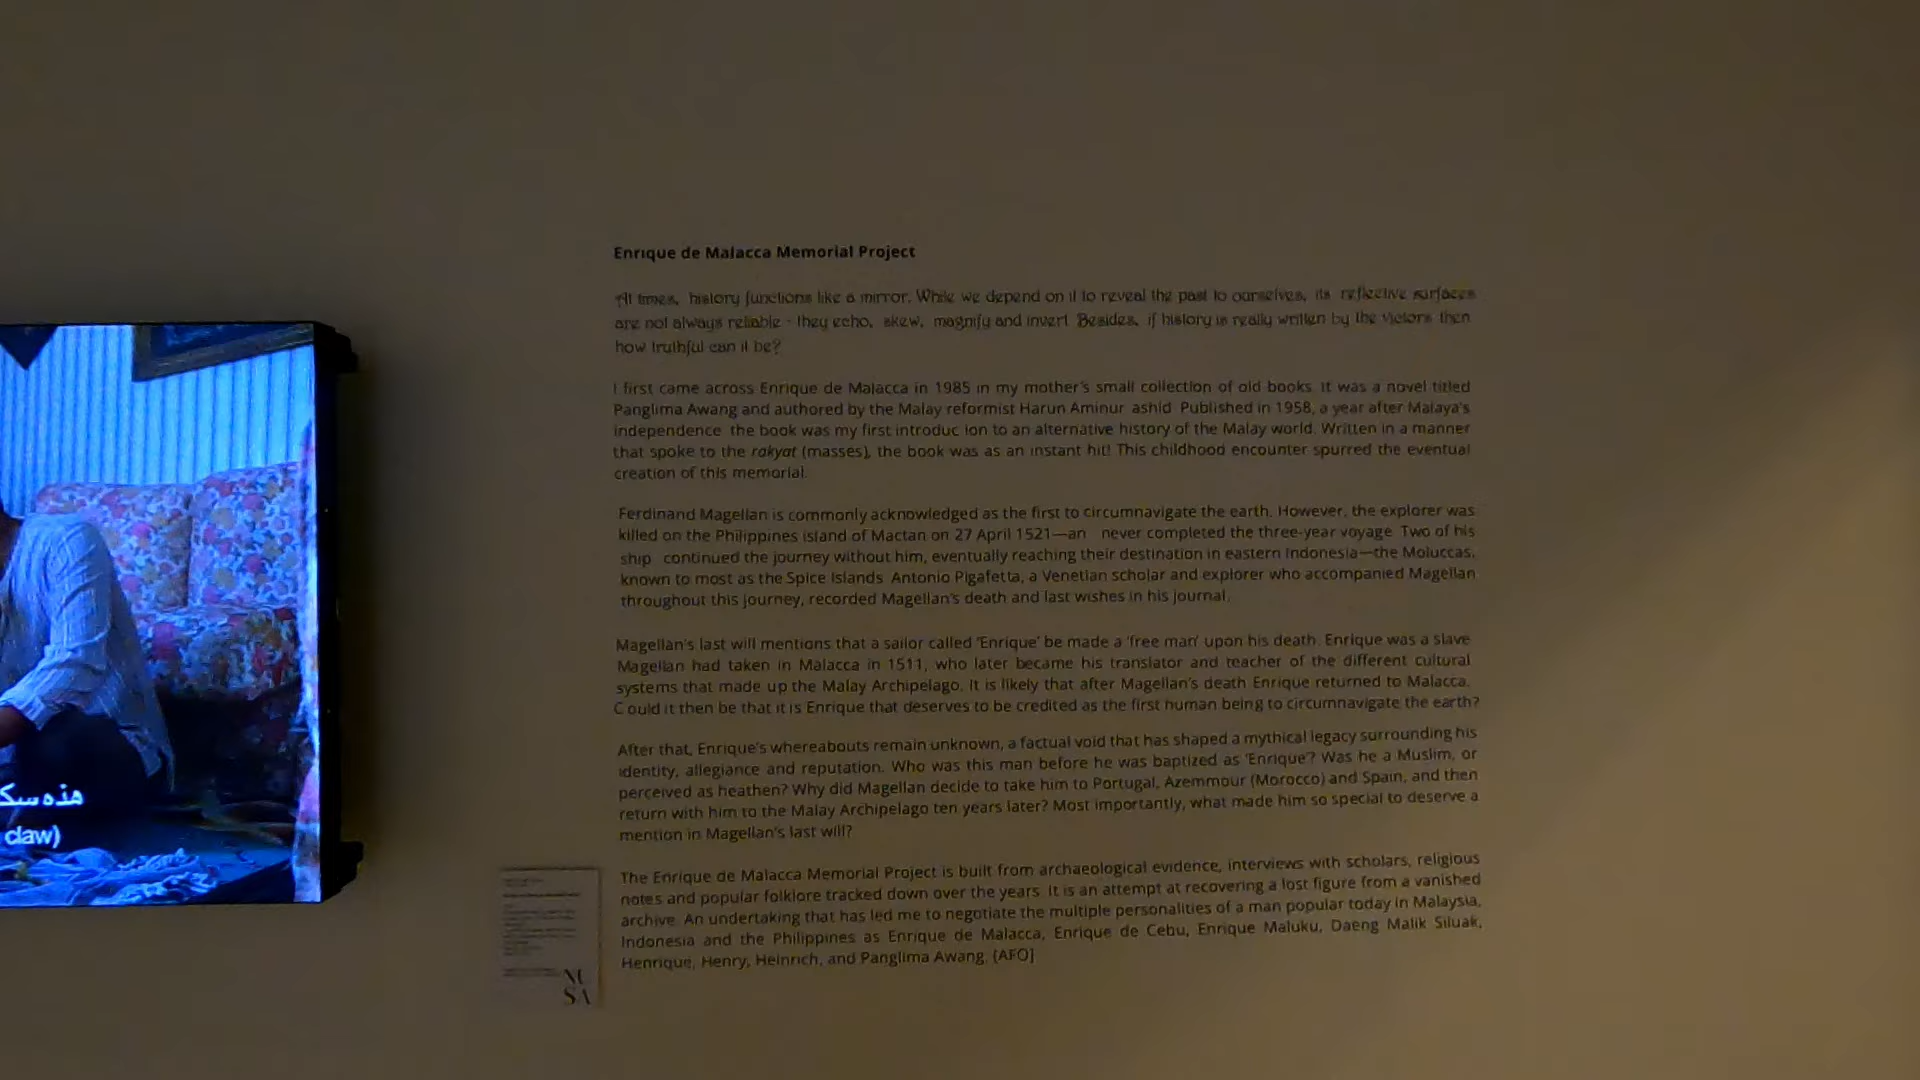 Enrique de Malacca Memorial Project
At times, history functions like a mirror. While we depend on it to reveal the past to ourselves, its reflective surfaces
are not always reliable - they echo, skew, magnify and invert Besides, if history is really written by the victors then
how truthful can it be?
I first came across Enrique de Malacca in 1985 in my mother's small collection of old books. It was a novel titled
Panglima Awang and authored by the Malay reformist Harun Aminur ashid Published in 1958, a year after Malaya's
independence the book was my first introduc ion to an alternative history of the Malay world. Written in a manner
that spoke to the rakyat (masses), the book was as an instant hit! This childhood encounter spurred the eventual
creation of this memorial.
Ferdinand Magellan is commonly acknowledged as the first to circumnavigate the earth. However, the explorer was
killed on the Philippines island of Mactan on 27 April 1521—an never completed the three-year voyage. Two of his
ship continued the journey without him, eventually reaching their destination in eastern Indonesia—the Moluccas,
known to most as the Spice Islands Antonio Pigafetta, a Venetian scholar and explorer who accompanied Magellan
throughout this journey, recorded Magellan's death and last wishes in his journal.
Magellan's last will mentions that a sailor called 'Enrique' be made a 'free man' upon his death. Enrique was a slave
Magellan had taken in Malacca in 1511, who later became his translator and teacher of the different cultural
systems that made up the Malay Archipelago. It is likely that after Magellan's death Enrique returned to Malacca.
C ould it then be that it is Enrique that deserves to be credited as the first human being to circumnavigate the earth?
After that, Enrique's whereabouts remain unknown, a factual void that has shaped a mythical legacy surrounding his
identity, allegiance and reputation. Who was this man before he was baptized as 'Enrique'? Was he a Muslim, or
perceived as heathen? Why did Magellan decide to take him to Portugal, Azemmour (Morocco) and Spain, and then
return with him to the Malay Archipelago ten years later? Most importantly, what made him so special to deserve a
mention in Magellan's last will?
The Enrique de Malacca Memorial Project is built from archaeological evidence, interviews with scholars, religious
notes and popular folklore tracked down over the years. It is an attempt at recovering a lost figure from a vanished
archive. An undertaking that has led me to negotiate the multiple personalities of a man popular today in Malaysia,
Indonesia and the Philippines as Enrique de Malacca, Enrique de Cebu, Enrique Maluku, Daeng Malik Siluak,
Henrique, Henry, Heinrich, and Panglima Awang. [AFO]
هذه سك
claw)